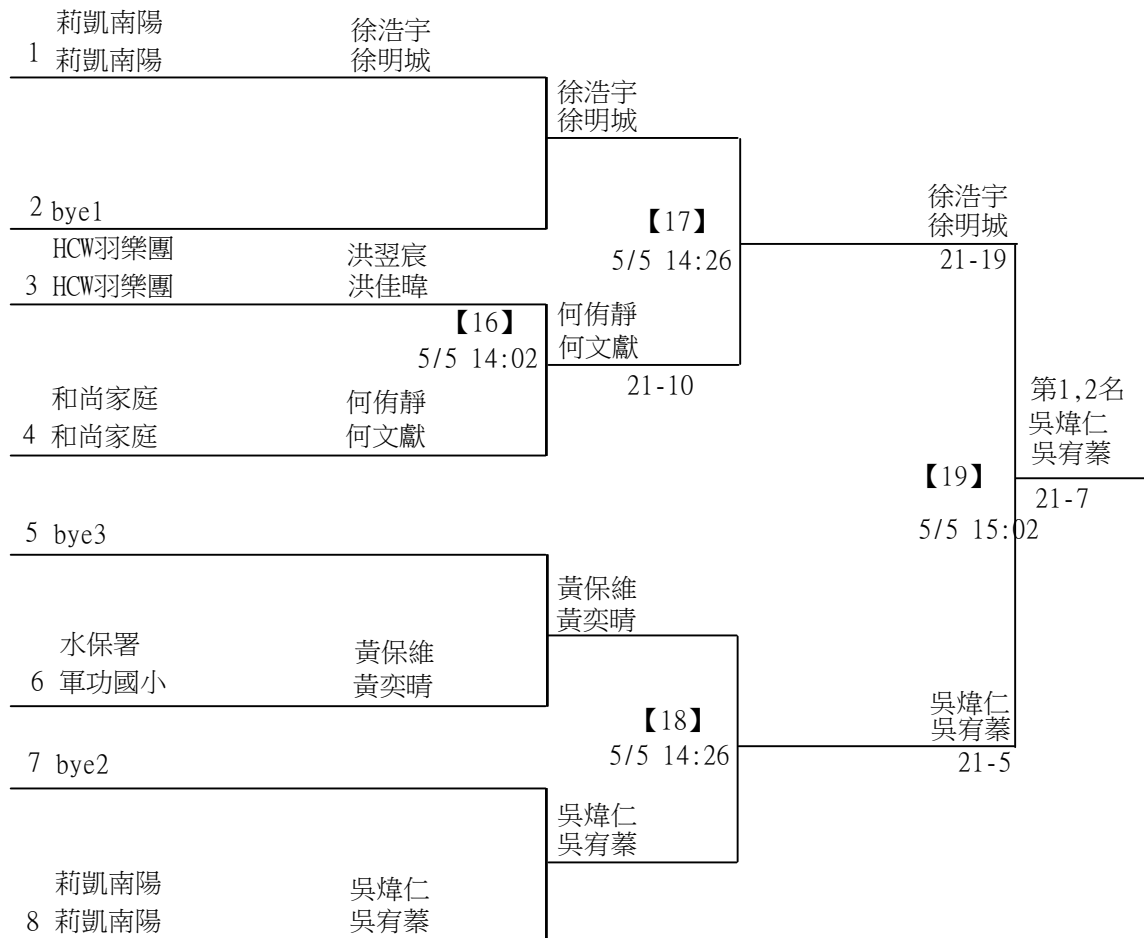 莉凱南陽 徐浩宇
1 莉凱南陽 徐明城
徐浩宇
徐明城
2 bye1
HCW羽樂團 洪翌宸
3 HCW羽樂團 洪佳暐
【16】
5/5 14:02
何侑靜
何文獻
21-10
和尚家庭 何侑靜
4 和尚家庭 何文獻
【17】
5/5 14:26
徐浩宇
徐明城
21-19
5 bye3
黃保維
黃奕晴
水保署 黃保維
6 軍功國小 黃奕晴
【18】
5/5 14:26
7 bye2
吳煒仁
吳宥蓁
莉凱南陽 吳煒仁
8 莉凱南陽 吳宥蓁
吳煒仁
吳宥蓁
21-5
【19】
5/5 15:02
第1,2名
吳煒仁
吳宥蓁
21-7